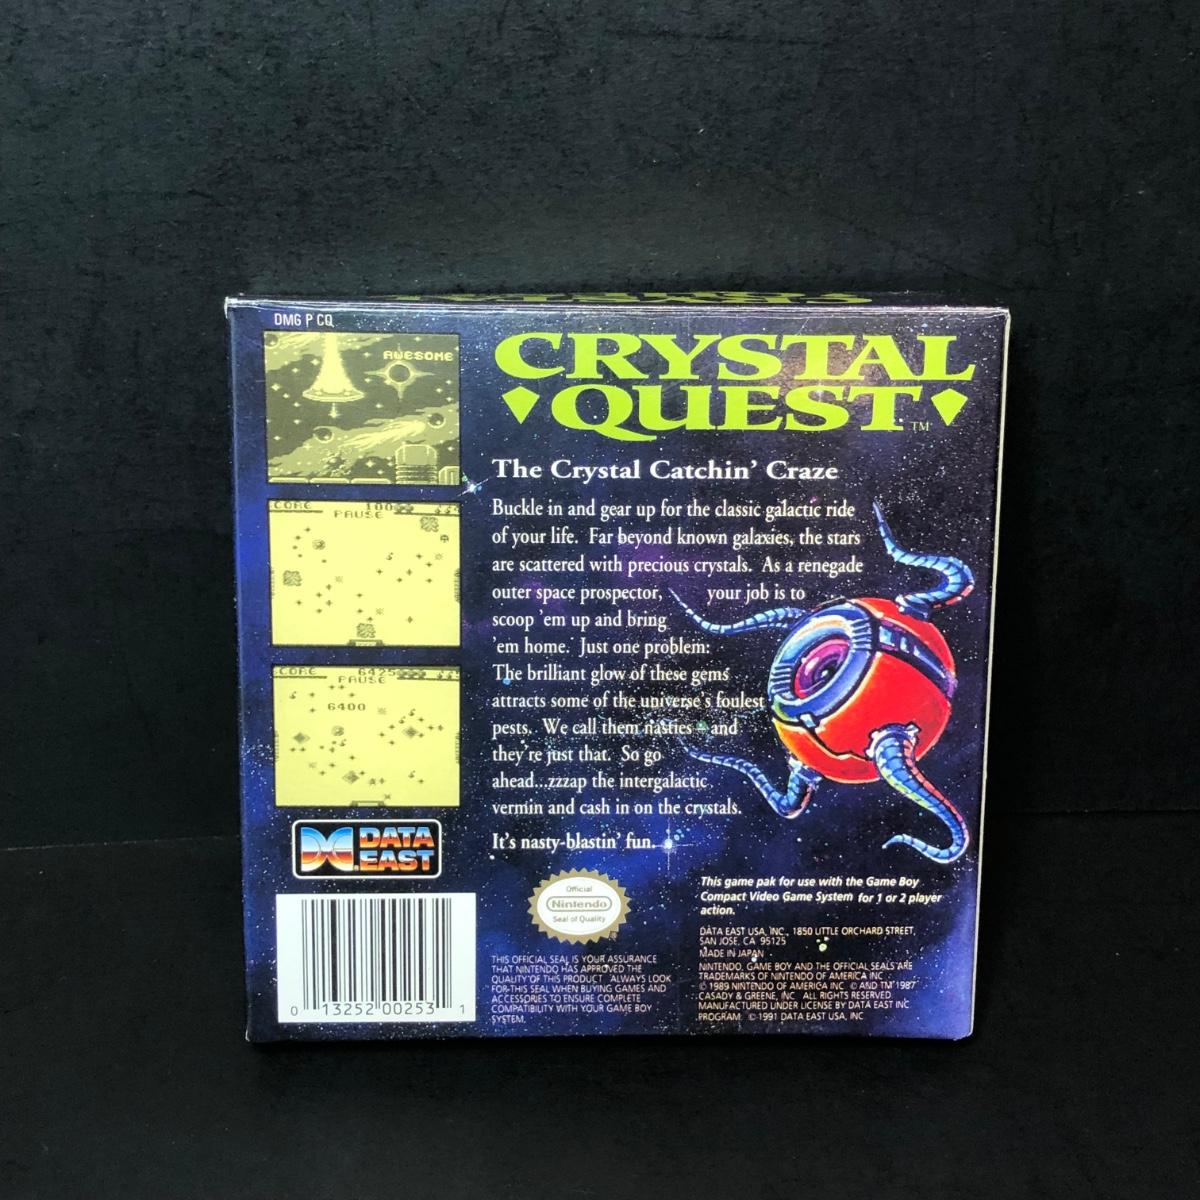 DMG P CQ
AWESOME
CORE 100
PAUSE
CORE 6425
PAUSE
6400
DATA
EAST
0 13252 00253 1
CRYSTAL
QUEST™
The Crystal Catchin' Craze
Buckle in and gear up for the classic galactic ride
of your life. Far beyond known galaxies, the stars
are scattered with precious crystals. As a renegade
outer space prospector, your job is to
scoop 'em up and bring
'em home. Just one problem:
The brilliant glow of these gems
attracts some of the universe's foulest
pests. We call them nasties – and
they're just that. So go
ahead...zzzap the intergalactic
vermin and cash in on the crystals.
It's nasty-blastin' fun.
Official
Nintendo
Seal of Quality
®
THIS OFFICIAL SEAL IS YOUR ASSURANCE
THAT NINTENDO HAS APPROVED THE
QUALITY OF THIS PRODUCT. ALWAYS LOOK
FOR THIS SEAL WHEN BUYING GAMES AND
ACCESSORIES TO ENSURE COMPLETE
COMPATIBILITY WITH YOUR GAME BOY
SYSTEM.
This game pak for use with the Game Boy
Compact Video Game System for 1 or 2 player
action.
DATA EAST USA, INC., 1850 LITTLE ORCHARD STREET,
SAN JOSE, CA 95125
MADE IN JAPAN
NINTENDO, GAME BOY AND THE OFFICIAL SEALS ARE
TRADEMARKS OF NINTENDO OF AMERICA INC.
© 1989 NINTENDO OF AMERICA INC. © AND TM 1987
CASADY & GREENE, INC. ALL RIGHTS RESERVED.
MANUFACTURED UNDER LICENSE BY DATA EAST INC.
PROGRAM: © 1991 DATA EAST USA, INC.